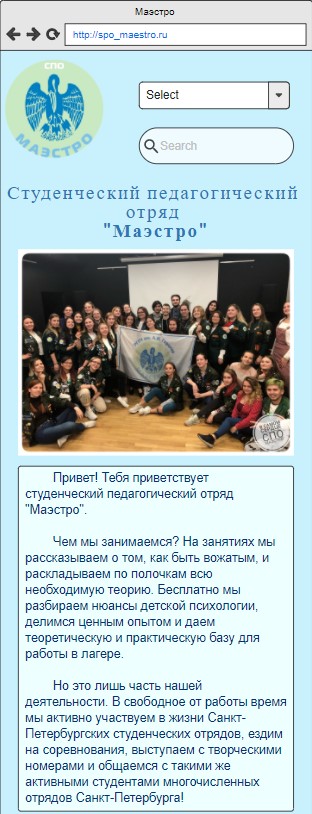 Маэстро
http://spo_maestro.ru
СПО
МАЭСТРО
Select
Search
Студенческий педагогический
отряд
"Маэстро"
СПО
Привет! Тебя приветствует
студенческий педагогический отряд
"Маэстро".
Чем мы занимаемся? На занятиях мы
рассказываем о том, как быть вожатым, и
раскладываем по полочкам всю
необходимую теорию. Бесплатно мы
разбираем нюансы детской психологии,
делимся ценным опытом и даем
теоретическую и практическую базу для
работы в лагере.
Но это лишь часть нашей
деятельности. В свободное от работы время
мы активно участвуем в жизни Санкт-
Петербургских студенческих отрядов, ездим
на соревнования, выступаем с творческими
номерами и общаемся с такими же
активными студентами многочисленных
отрядов Санкт-Петербурга!